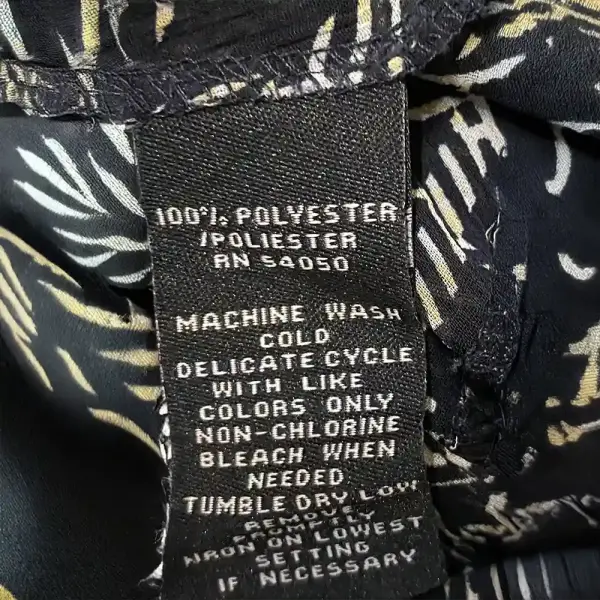 100% POLYESTER
/POLIESTER
RN 54050
MACHINE WASH
COLD
DELICATE CYCLE
WITH LIKE
COLORS ONLY
NON-CHLORINE
BLEACH WHEN
NEEDED
TUMBLE DRY LOW
REMOVE
PROMPTLY
IRON ON LOWEST
SETTING
IF NECESSARY